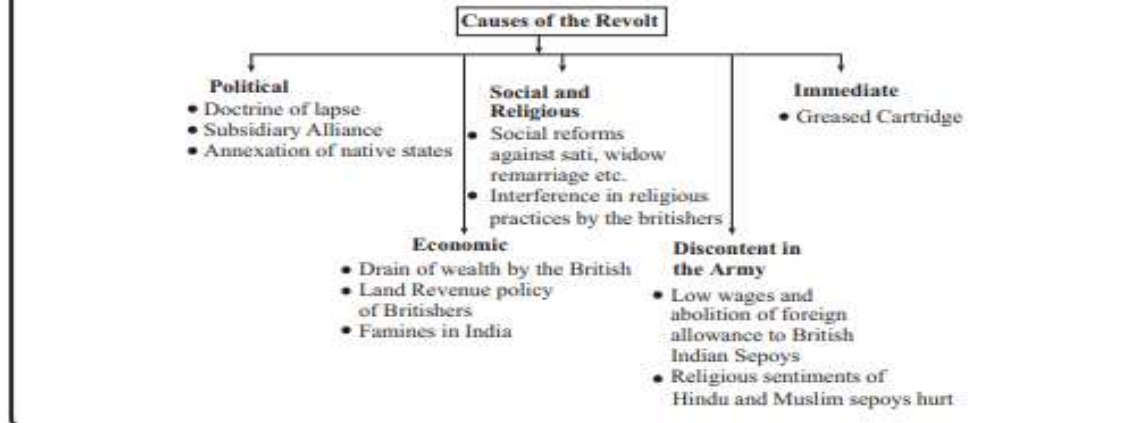 Causes of the Revolt
Political
• Doctrine of lapse
• Subsidiary Alliance
• Annexation of native states
Social and
Religious
• Social reforms
against sati, widow
remarriage etc.
• Interference in religious
practices by the britishers
Immediate
• Greased Cartridge
Economic
• Drain of wealth by the British
• Land Revenue policy
of Britishers
• Famines in India
Discontent in
the Army
• Low wages and
abolition of foreign
allowance to British
Indian Sepoys
• Religious sentiments of
Hindu and Muslim sepoys hurt